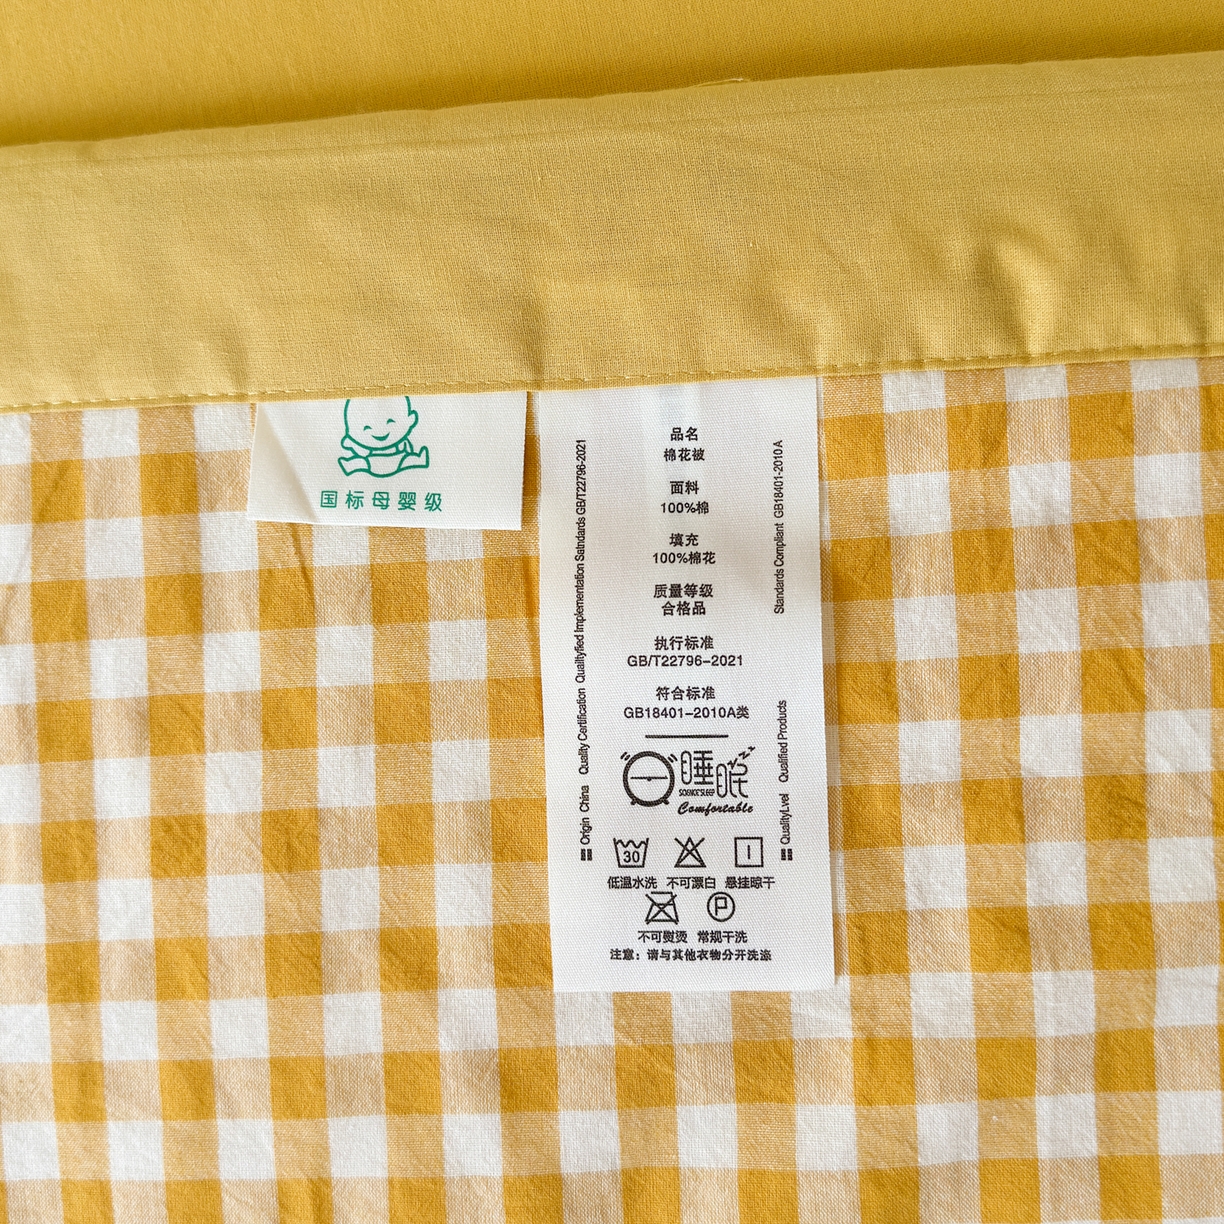 国标母婴级
品名
棉花被
面料
100%棉
填充
100%棉花
质量等级
合格品
执行标准
GB/T22796-2021
符合标准
GB18401-2010A类
睡眠
SCIENCE'SLEEP
Comfortable
30
低温水洗 不可漂白 悬挂晾干
P
不可熨烫 常规干洗
注意：请与其他衣物分开洗涤
Origin China Quality Certification Qualityfied Implementation Satndards GB/T22796-2021
QualityLvel Qualified Products Standards Compliant GB18401-2010A